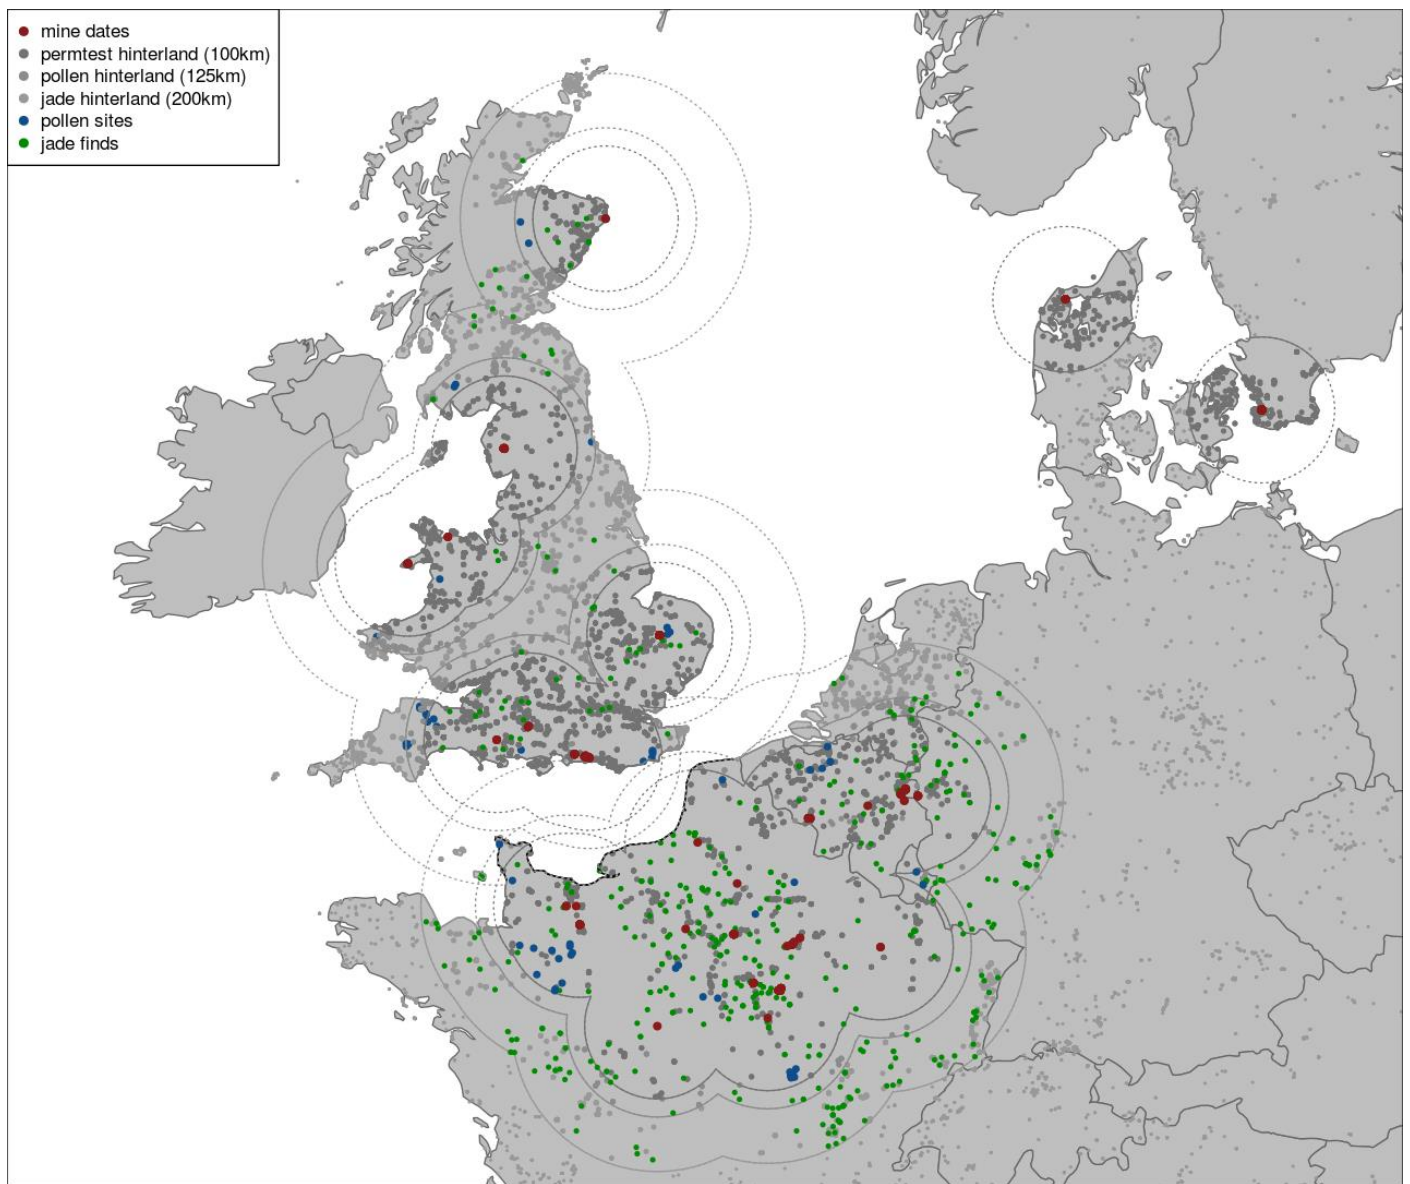 mine dates
permtest hinterland (100km)
pollen hinterland (125km)
jade hinterland (200km)
pollen sites
jade finds